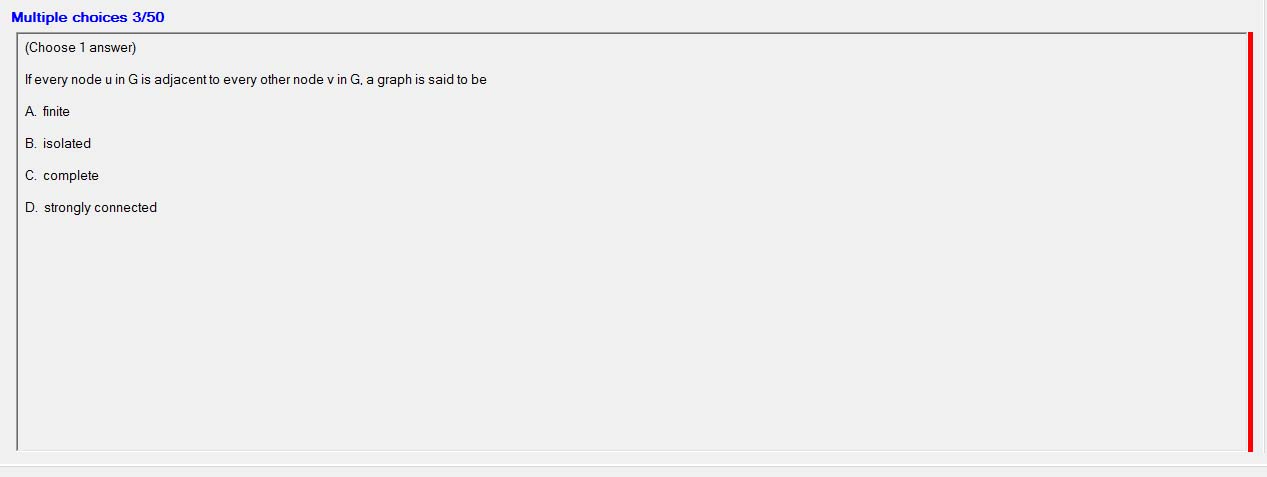 Multiple choices 3/50
(Choose 1 answer)
If every node u in G is adjacent to every other node v in G, a graph is said to be
A. finite
B. isolated
C. complete
D. strongly connected